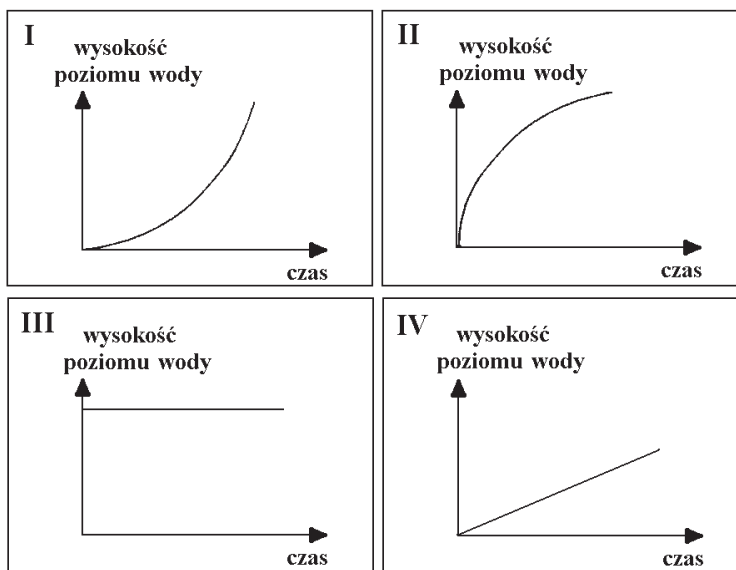 I
wysokość
poziomu wody
czas
II
wysokość
poziomu wody
czas
III
wysokość
poziomu wody
czas
IV
wysokość
poziomu wody
czas